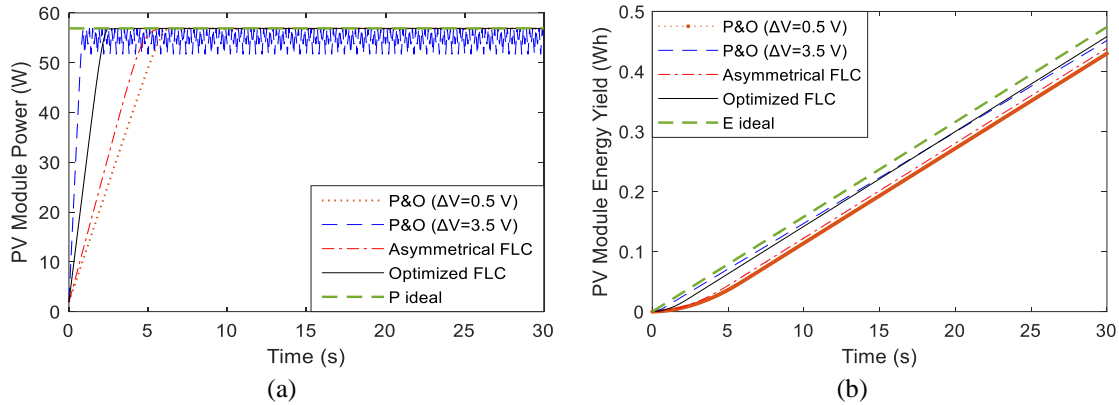 60
50
40
30
20
10
0
PV Module Power (W)
P&O (ΔV=0.5 V)
P&O (ΔV=3.5 V)
Asymmetrical FLC
Optimized FLC
P ideal
0 5 10 15 20 25 30
Time (s)
(a)
0.5
0.4
0.3
0.2
0.1
0
PV Module Energy Yield (Wh)
P&O (ΔV=0.5 V)
P&O (ΔV=3.5 V)
Asymmetrical FLC
Optimized FLC
E ideal
0 5 10 15 20 25 30
Time (s)
(b)